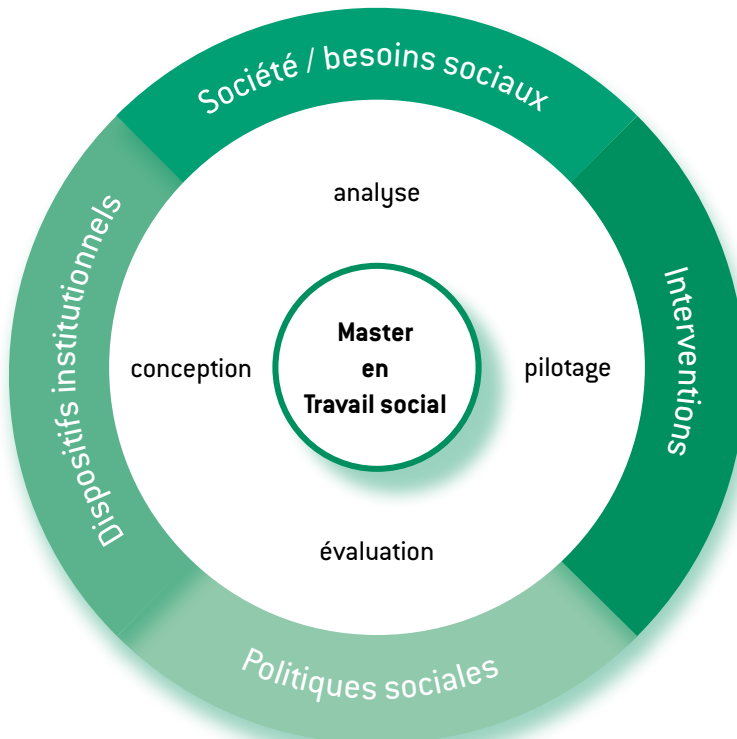 Société / besoins sociaux
analyse
Dispositifs institutionnels
conception
Master
en
Travail social
pilotage
Interventions
évaluation
Politiques sociales